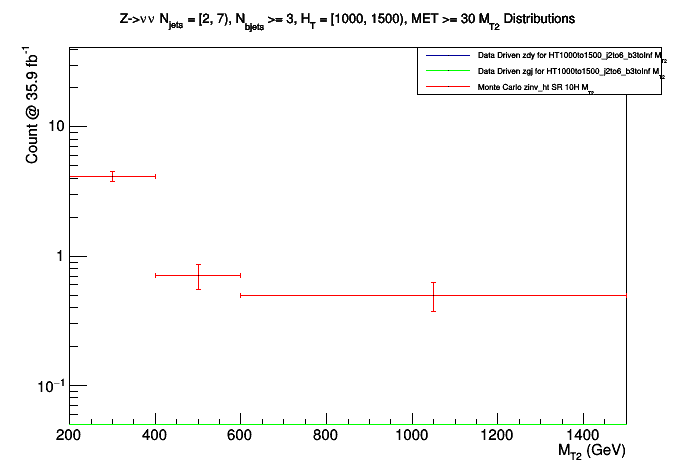 Z->νν N_jets = [2, 7), N_bjets >= 3, H_T = [1000, 1500), MET >= 30 M_T2 Distributions
Data Driven zdy for HT1000to1500_j2to6_b3toInf M_T2
Data Driven zgj for HT1000to1500_j2to6_b3toInf M_T2
Monte Carlo zinv_ht SR 10H M_T2
Count @ 35.9 fb^-1
10
1
10^-1
200 400 600 800 1000 1200 1400
M_T2 (GeV)